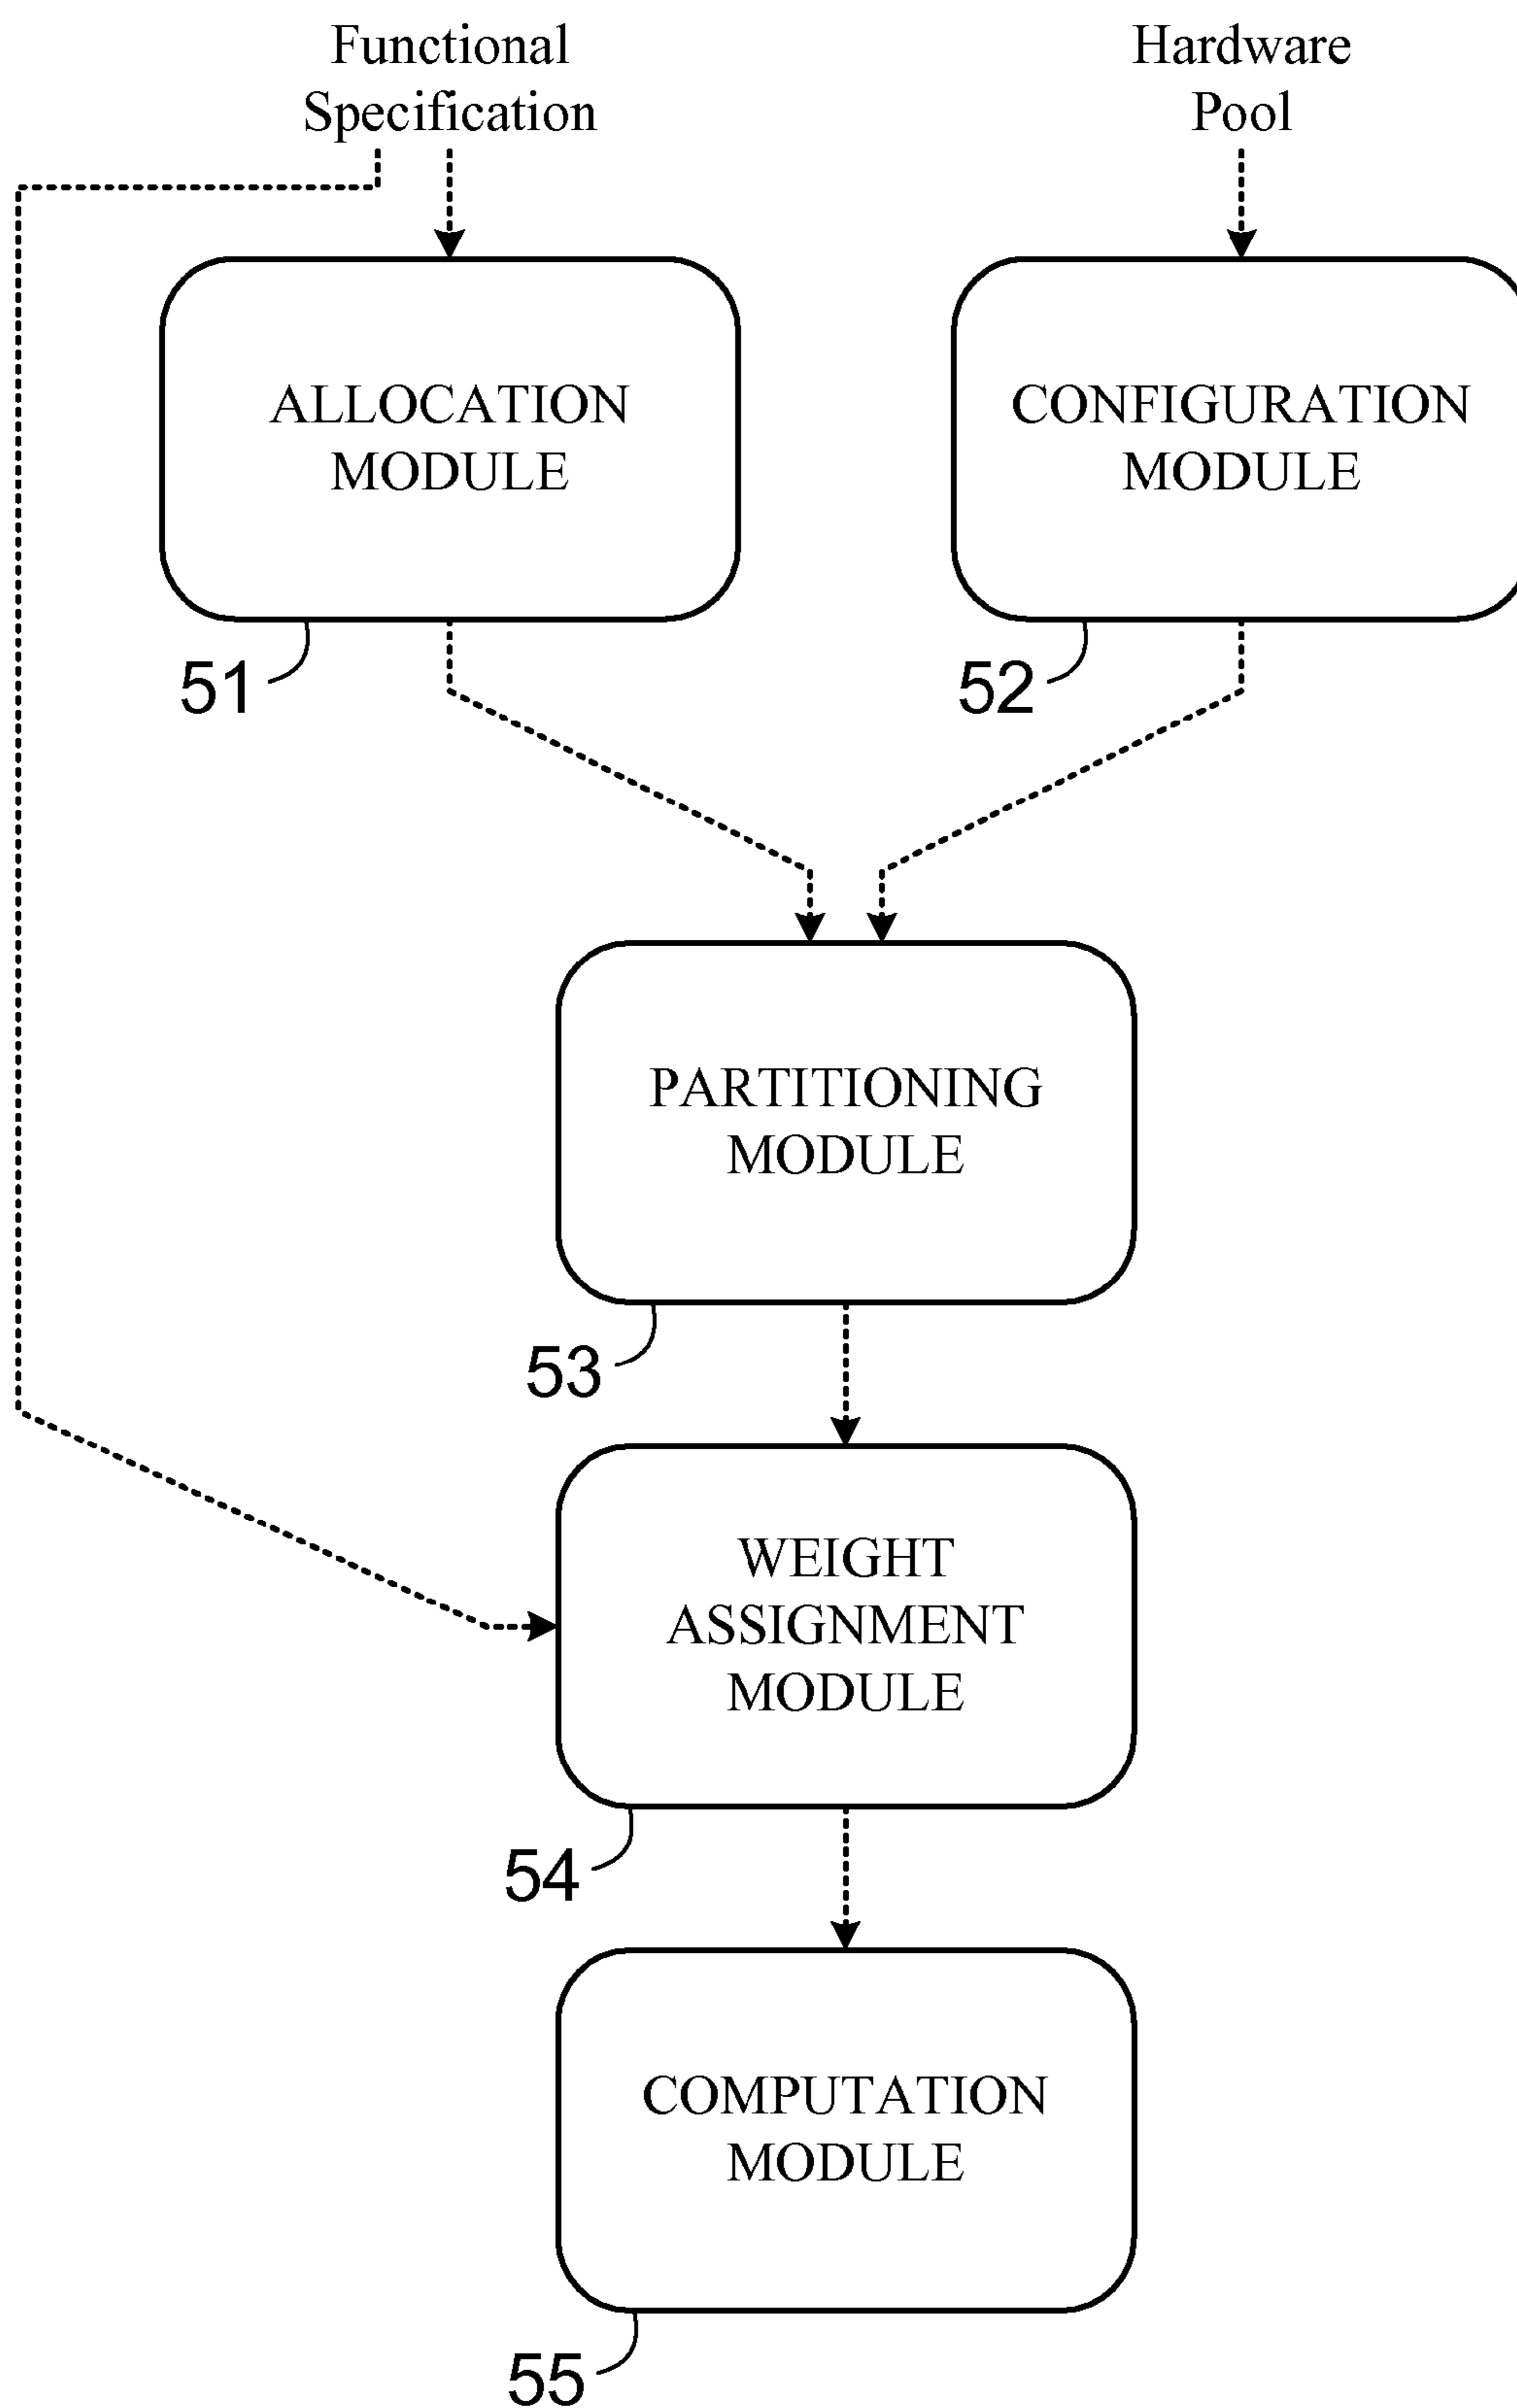 Functional
Specification
Hardware
Pool
ALLOCATION
MODULE
CONFIGURATION
MODULE
51
52
PARTITIONING
MODULE
53
WEIGHT
ASSIGNMENT
MODULE
54
COMPUTATION
MODULE
55